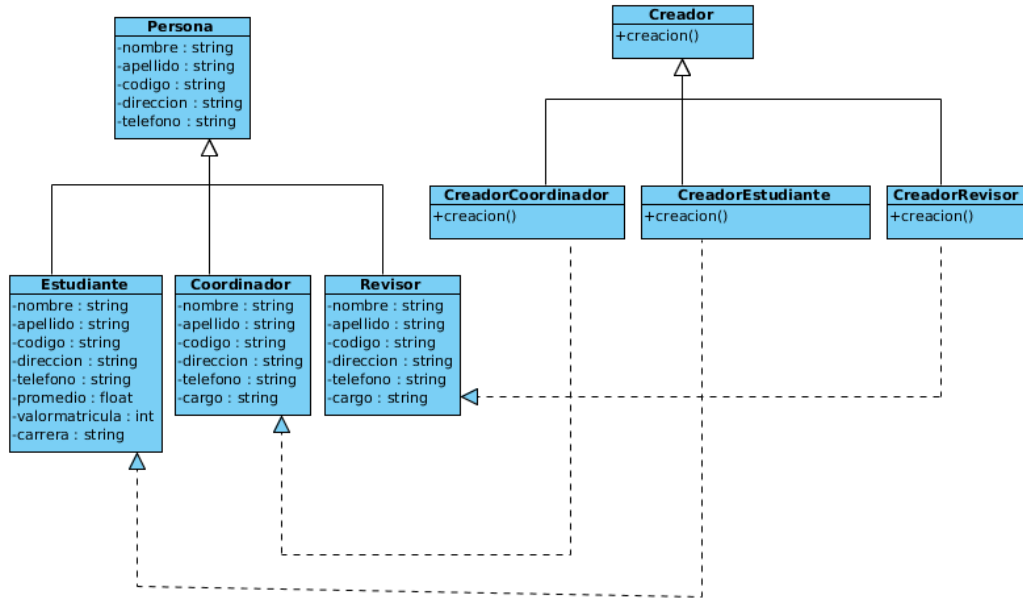 Persona
-nombre : string
-apellido : string
-codigo : string
-direccion : string
-telefono : string
Creador
+creacion()
CreadorCoordinador
+creacion()
CreadorEstudiante
+creacion()
CreadorRevisor
+creacion()
Estudiante
-nombre : string
-apellido : string
-codigo : string
-direccion : string
-telefono : string
-promedio : float
-valormatricula : int
-carrera : string
Coordinador
-nombre : string
-apellido : string
-codigo : string
-direccion : string
-telefono : string
-cargo : string
Revisor
-nombre : string
-apellido : string
-codigo : string
-direccion : string
-telefono : string
-cargo : string